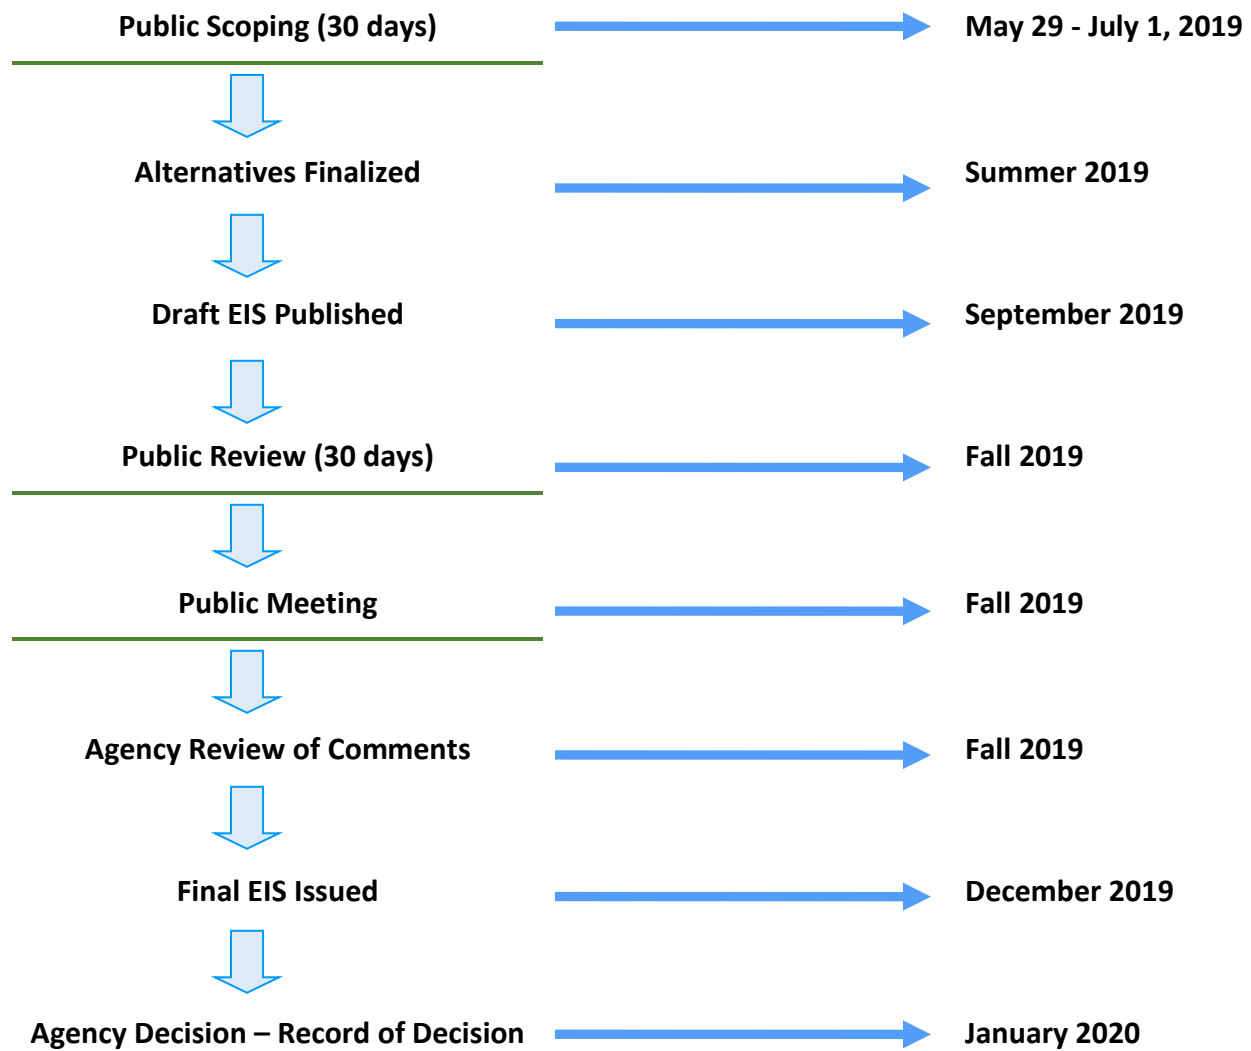 Public Scoping (30 days) May 29 - July 1, 2019
Alternatives Finalized Summer 2019
Draft EIS Published September 2019
Public Review (30 days) Fall 2019
Public Meeting Fall 2019
Agency Review of Comments Fall 2019
Final EIS Issued December 2019
Agency Decision – Record of Decision January 2020